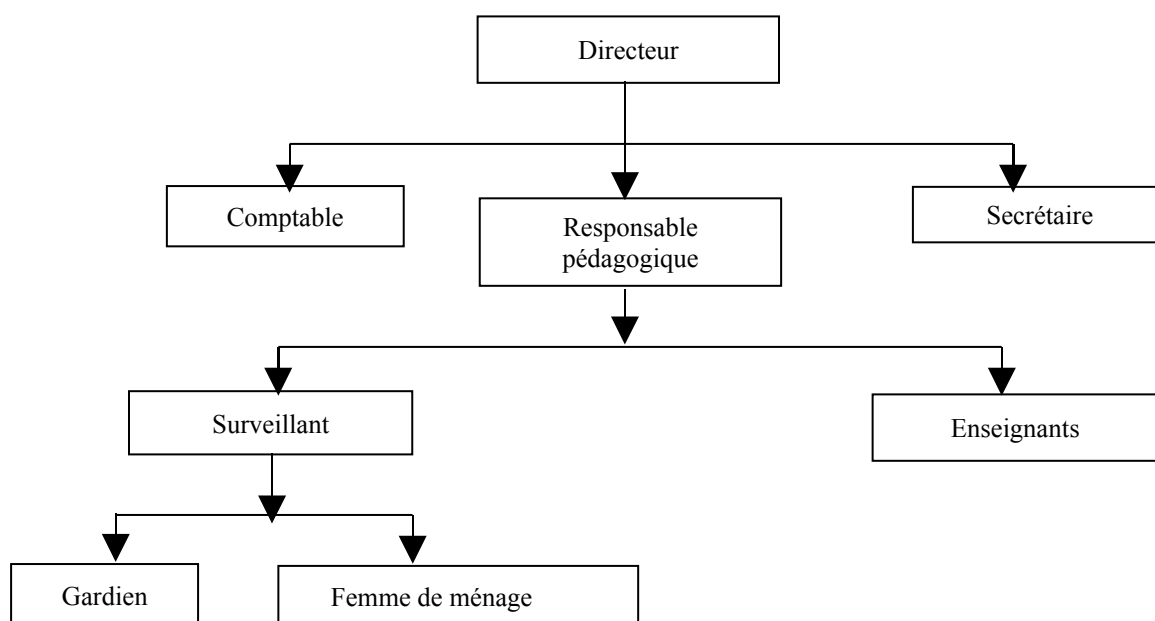 Directeur
Comptable
Responsable
pédagogique
Secrétaire
Surveillant
Enseignants
Gardien
Femme de ménage